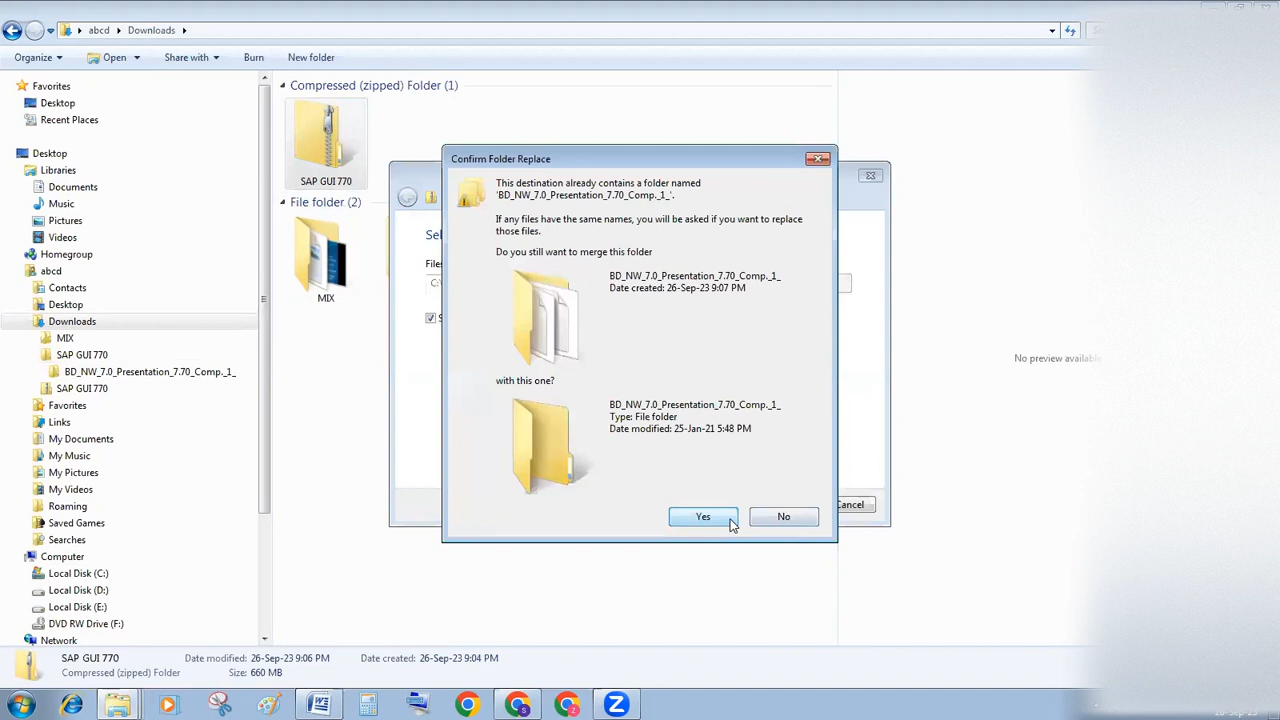 abcd
Downloads
Organize
Open
Share with
Burn
New folder
Favorites
Desktop
Recent Places
Desktop
Libraries
Documents
Music
Pictures
Videos
Homegroup
abcd
Contacts
Desktop
Downloads
MIX
SAP GUI 770
BD_NW_7.0_Presentation_7.70_Comp._1_
SAP GUI 770
Favorites
Links
My Documents
My Music
My Pictures
My Videos
Roaming
Saved Games
Searches
Computer
Local Disk (C:)
Local Disk (D:)
Local Disk (E:)
DVD RW Drive (F:)
Network
Compressed (zipped) Folder (1)
SAP GUI 770
File folder (2)
MIX
Confirm Folder Replace
This destination already contains a folder named
'BD_NW_7.0_Presentation_7.70_Comp._1_'.
If any files have the same names, you will be asked if you want to replace
those files.
Do you still want to merge this folder
BD_NW_7.0_Presentation_7.70_Comp._1_
Date created: 26-Sep-23 9:07 PM
with this one?
BD_NW_7.0_Presentation_7.70_Comp._1_
Type: File folder
Date modified: 25-Jan-21 5:48 PM
Yes
No
Cancel
No preview available
SAP GUI 770
Date modified: 26-Sep-23 9:06 PM
Date created: 26-Sep-23 9:04 PM
Compressed (zipped) Folder
Size: 660 MB